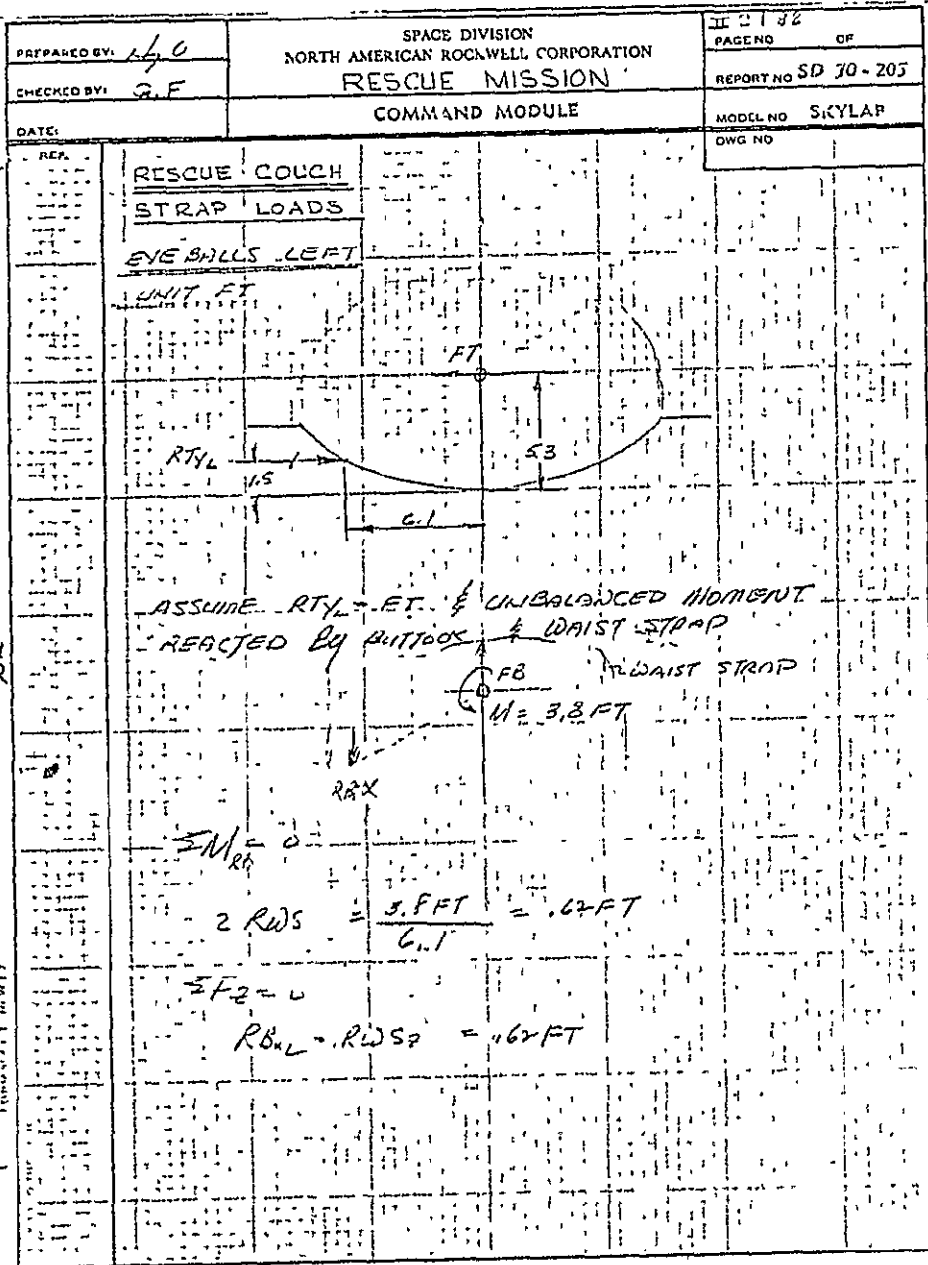 PREPARED BY:
CHECKED BY:
DATE:
SPACE DIVISION
NORTH AMERICAN ROCKWELL CORPORATION
RESCUE MISSION
COMMAND MODULE
PAGE NO OF
REPORT NO SD 70-205
MODEL NO SKYLAB
DWG NO
REF.
RESCUE COUCH
STRAP LOADS
EYE BALLS LEFT
UNIT FT
FT
RTYL
1.5
5.3
6.1
ASSUME RTYL = FT. & UNBALANCED MOMENT
REACTED BY BUTTOCK & WAIST STRAP
WAIST STRAP
FB
M = 3.8 FT
RBX
ΣM = 0
2 RWS = 3.8 FT / 6.1 = .62 FT
ΣFZ = 0
RBXL = RWSZ = .62 FT